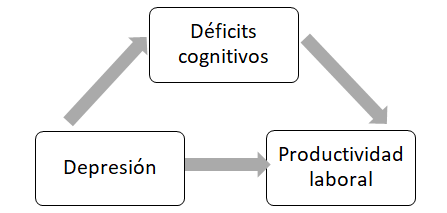 Déficits
cognitivos
Depresión
Productividad
laboral